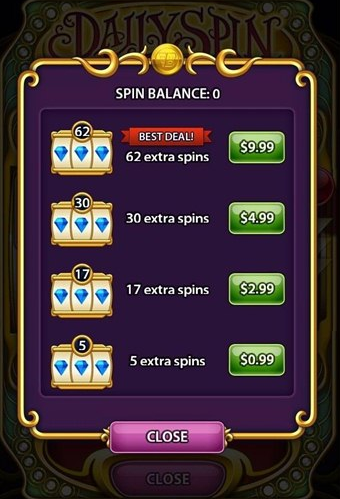 DAILY SPIN
SPIN BALANCE: 0
62
BEST DEAL!
62 extra spins
$9.99
30
30 extra spins
$4.99
17
17 extra spins
$2.99
5
5 extra spins
$0.99
CLOSE
CLOSE